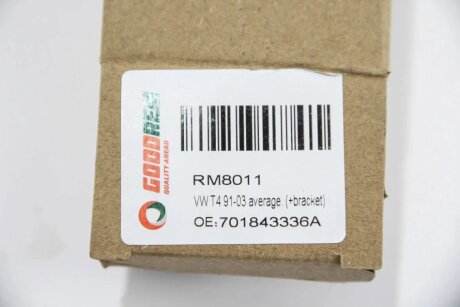 GOODREM
QUALITY AHEAD
RM8011
VW T4 91-03 average. (+bracket)
OE:701843336A